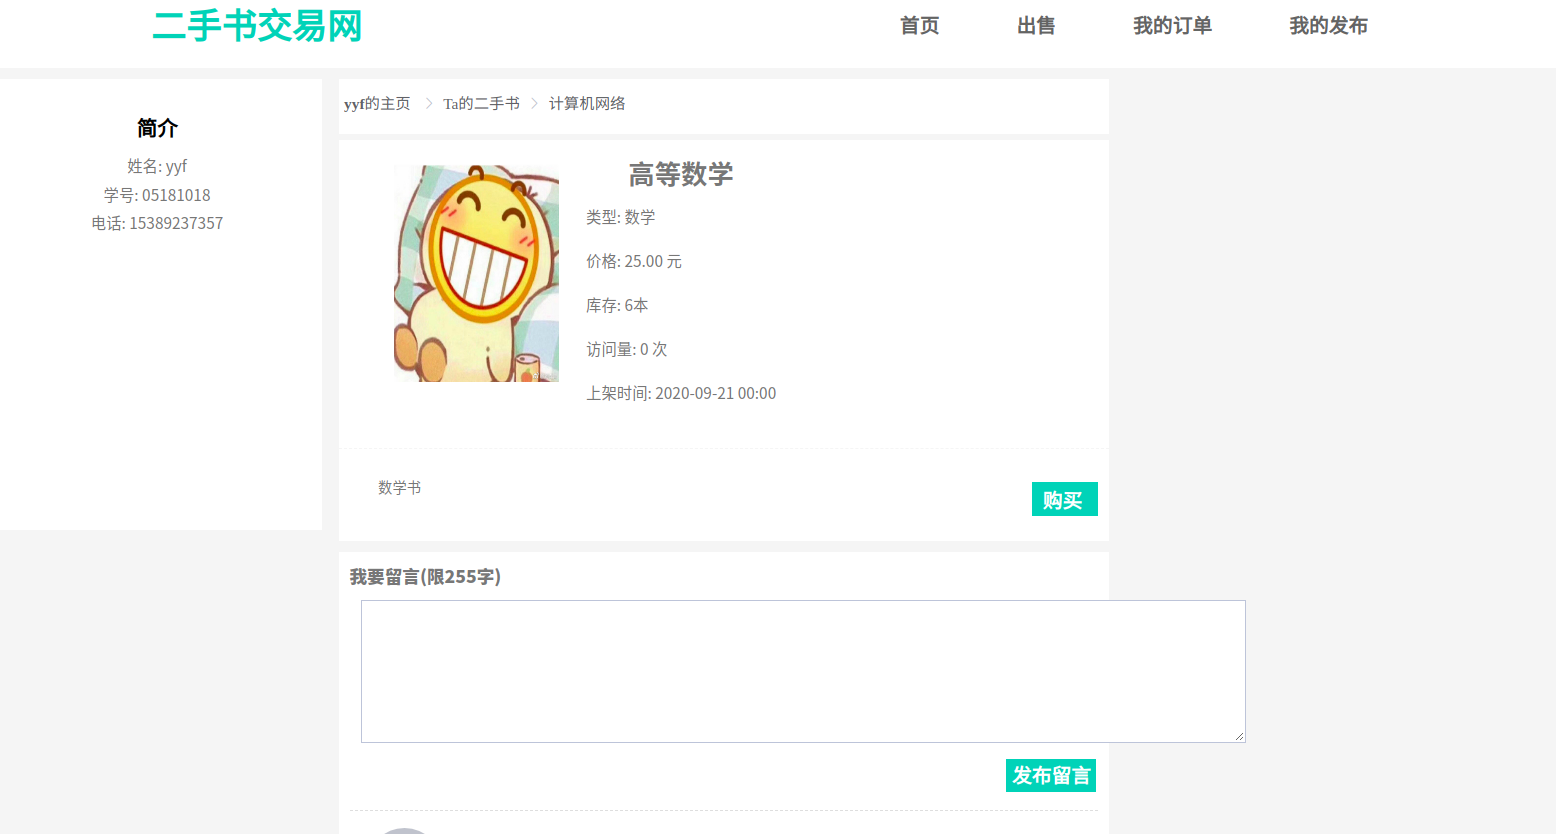 二手书交易网
首页 出售 我的订单 我的发布
简介
姓名: yyf
学号: 05181018
电话: 15389237357
yyf的主页 > Ta的二手书 > 计算机网络
高等数学
类型: 数学
价格: 25.00 元
库存: 6本
访问量: 0 次
上架时间: 2020-09-21 00:00
数学书
购买
我要留言(限255字)
发布留言